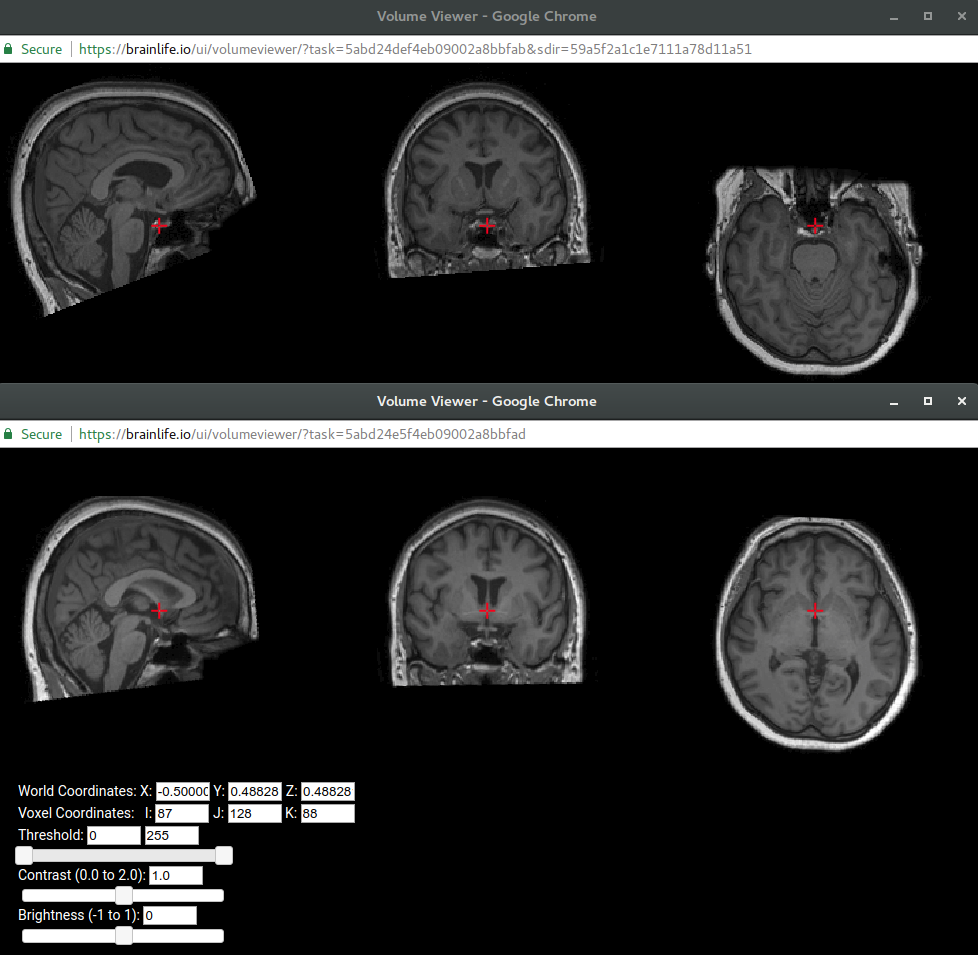 Volume Viewer - Google Chrome
Secure | https://brainlife.io/ui/volumeviewer/?task=5abd24def4eb09002a8bbfab&sdir=59a5f2a1c1e7111a78d11a51
Volume Viewer - Google Chrome
Secure | https://brainlife.io/ui/volumeviewer/?task=5abd24e5f4eb09002a8bbfad
World Coordinates: X: -0.5000 Y: 0.48828 Z: 0.48828
Voxel Coordinates: I: 87 J: 128 K: 88
Threshold: 0 255
Contrast (0.0 to 2.0): 1.0
Brightness (-1 to 1): 0